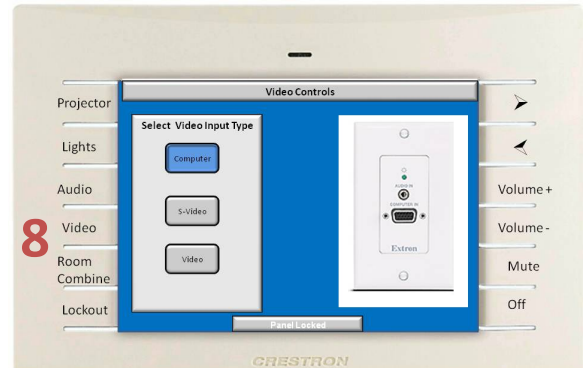 Video Controls
Projector
Lights
Audio
8
Video
Room
Combine
Lockout
Select Video Input Type
Computer
S-Video
Video
AUDIO IN
COMPUTER IN
Extron
Volume+
Volume-
Mute
Off
Panel Locked
CRESTRON